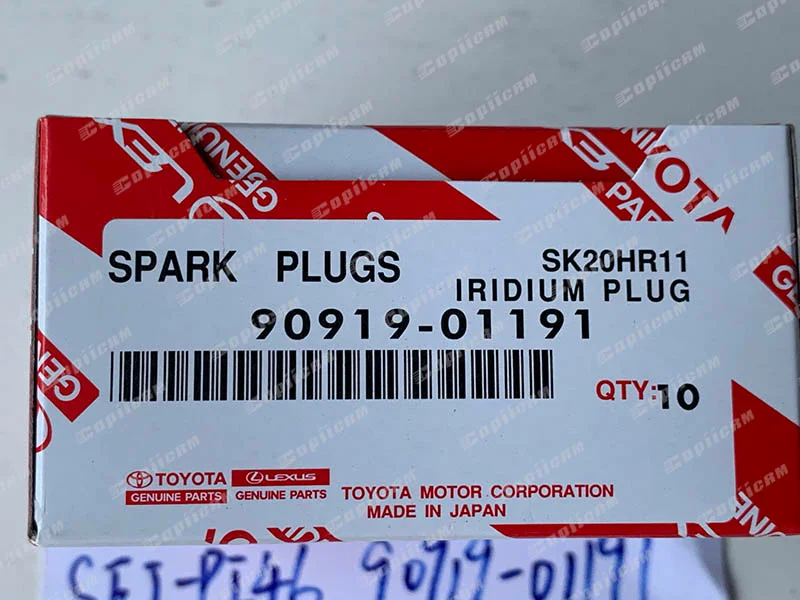 SPARK PLUGS
SK20HR11
IRIDIUM PLUG
90919-01191
QTY:10
TOYOTA
GENUINE PARTS
LEXUS
GENUINE PARTS
TOYOTA MOTOR CORPORATION
MADE IN JAPAN
90919-01191
Copiicam